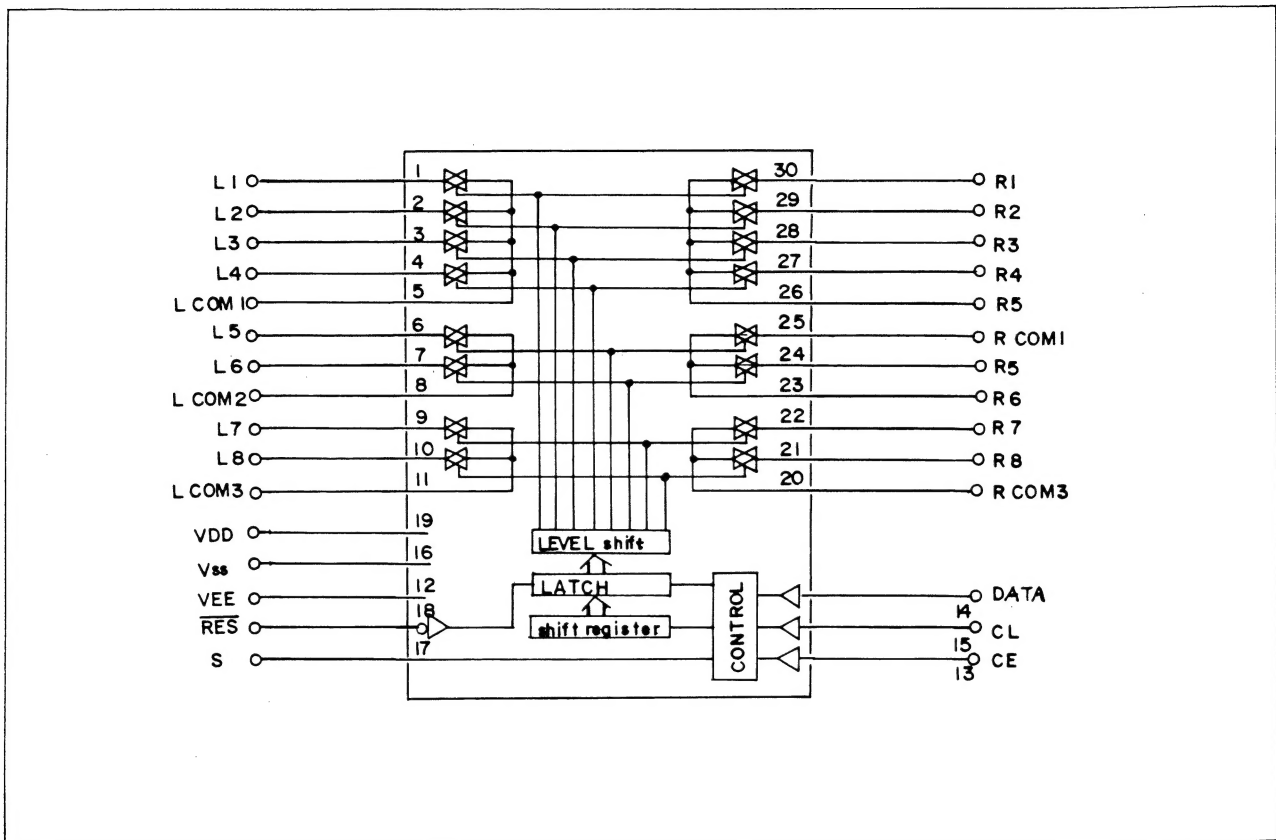 L1 1 30 R1
L2 2 29 R2
L3 3 28 R3
L4 4 27 R4
L COM1 5 26 R5
L5 6 25 R COM1
L6 7 24 R5
L COM2 8 23 R6
L7 9 22 R7
L8 10 21 R8
L COM3 11 20 R COM3
VDD 19
LEVEL shift
Vss 16
LATCH
VEE 12
DATA
14
RES 18
shift register
CONTROL
CL
15
S 17
CE
13